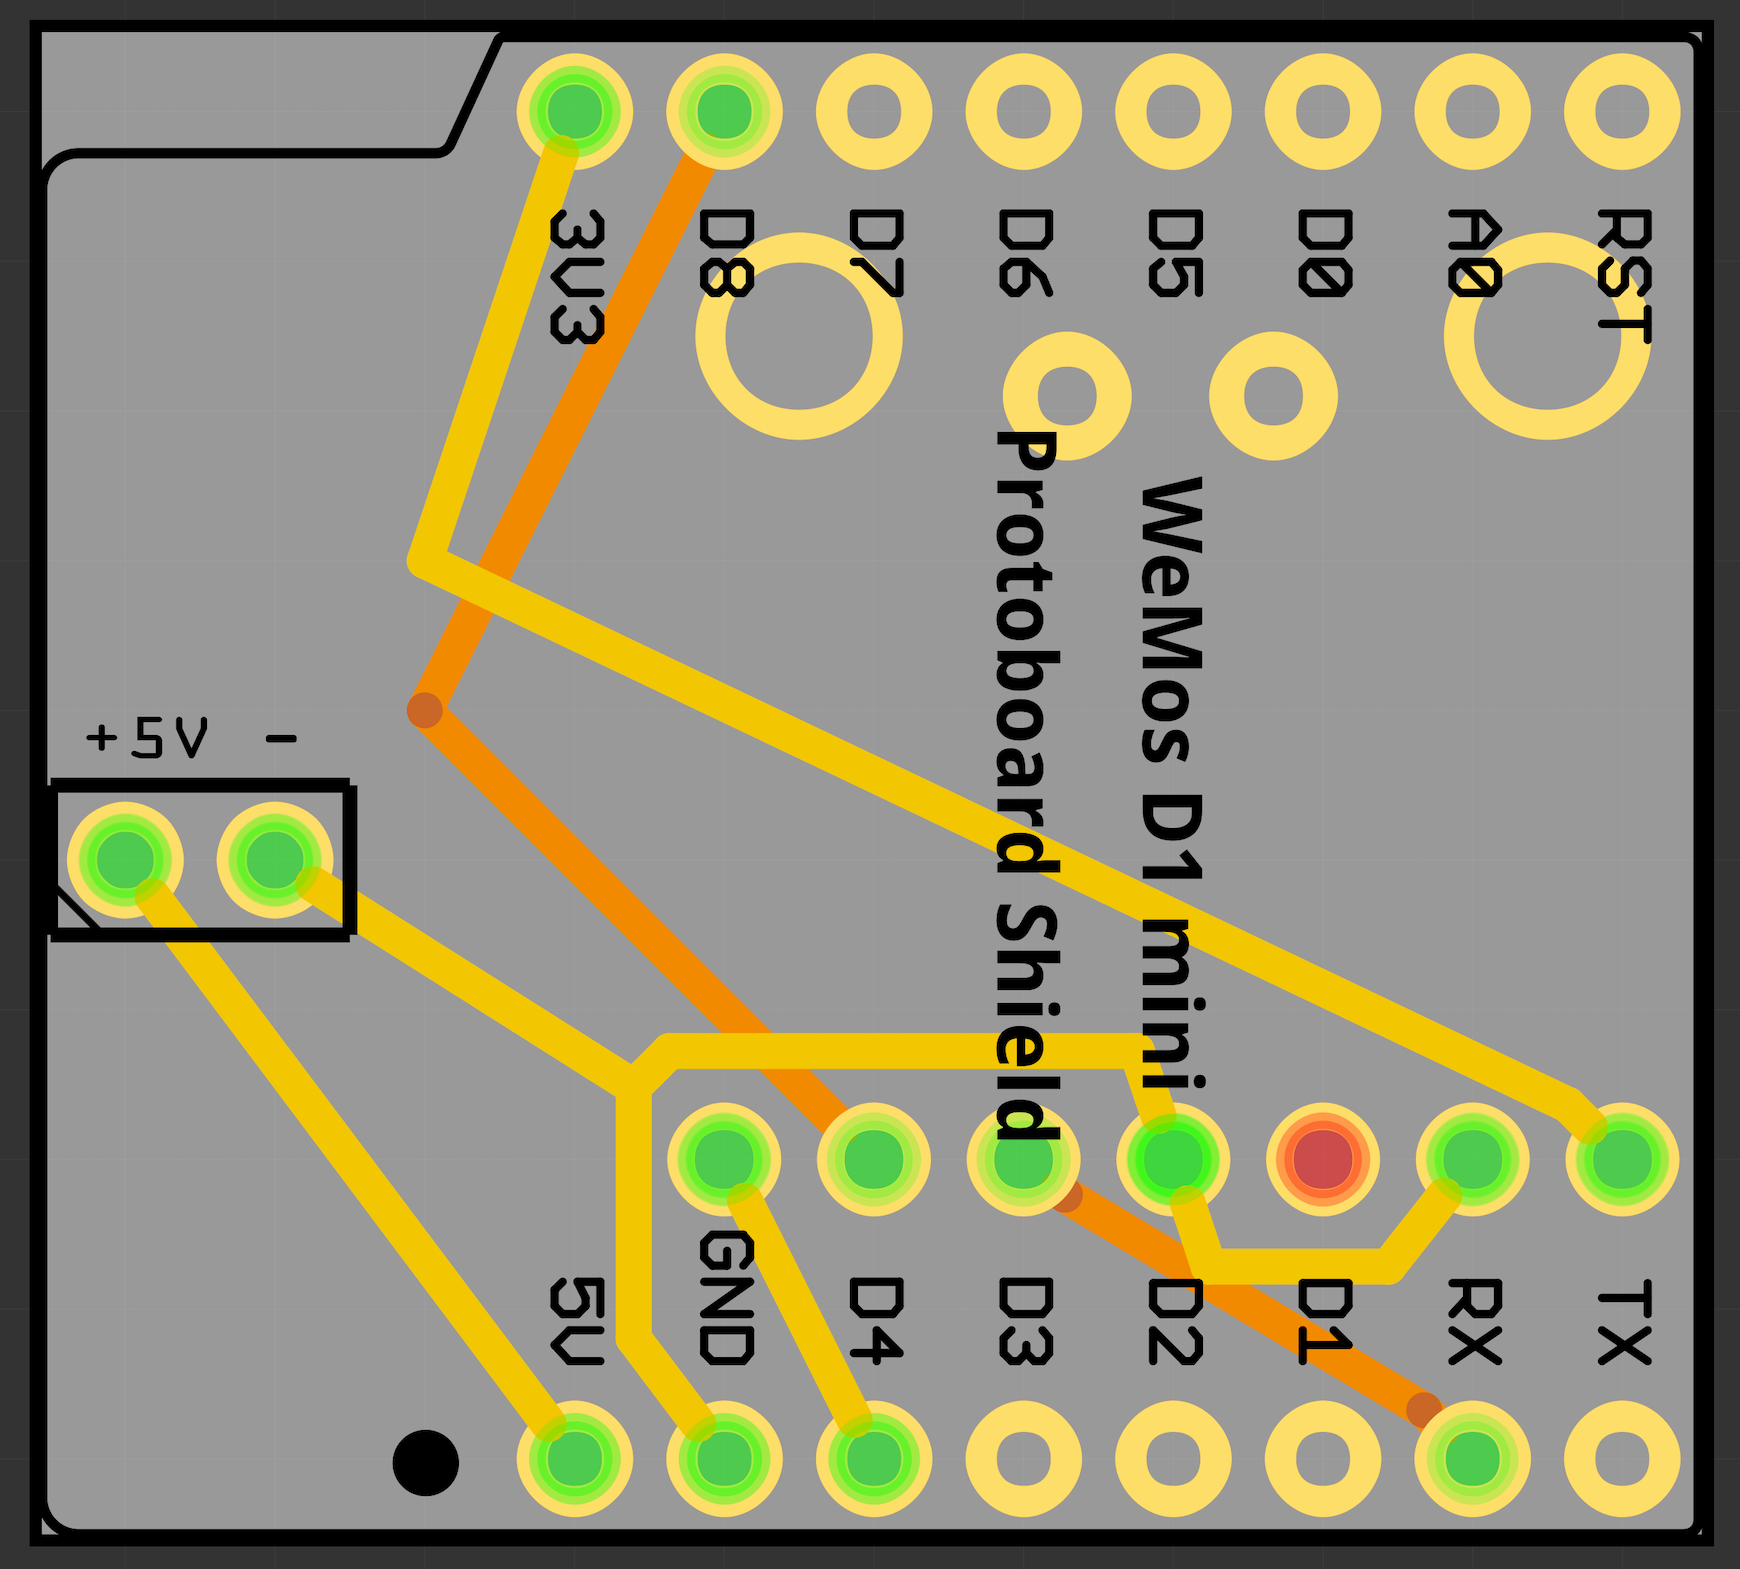 3V3
D8
D7
D6
D5
D0
A0
RST
WeMos D1 mini
Protoboard Shield
+5V -
5V
GND
D4
D3
D2
D1
RX
TX